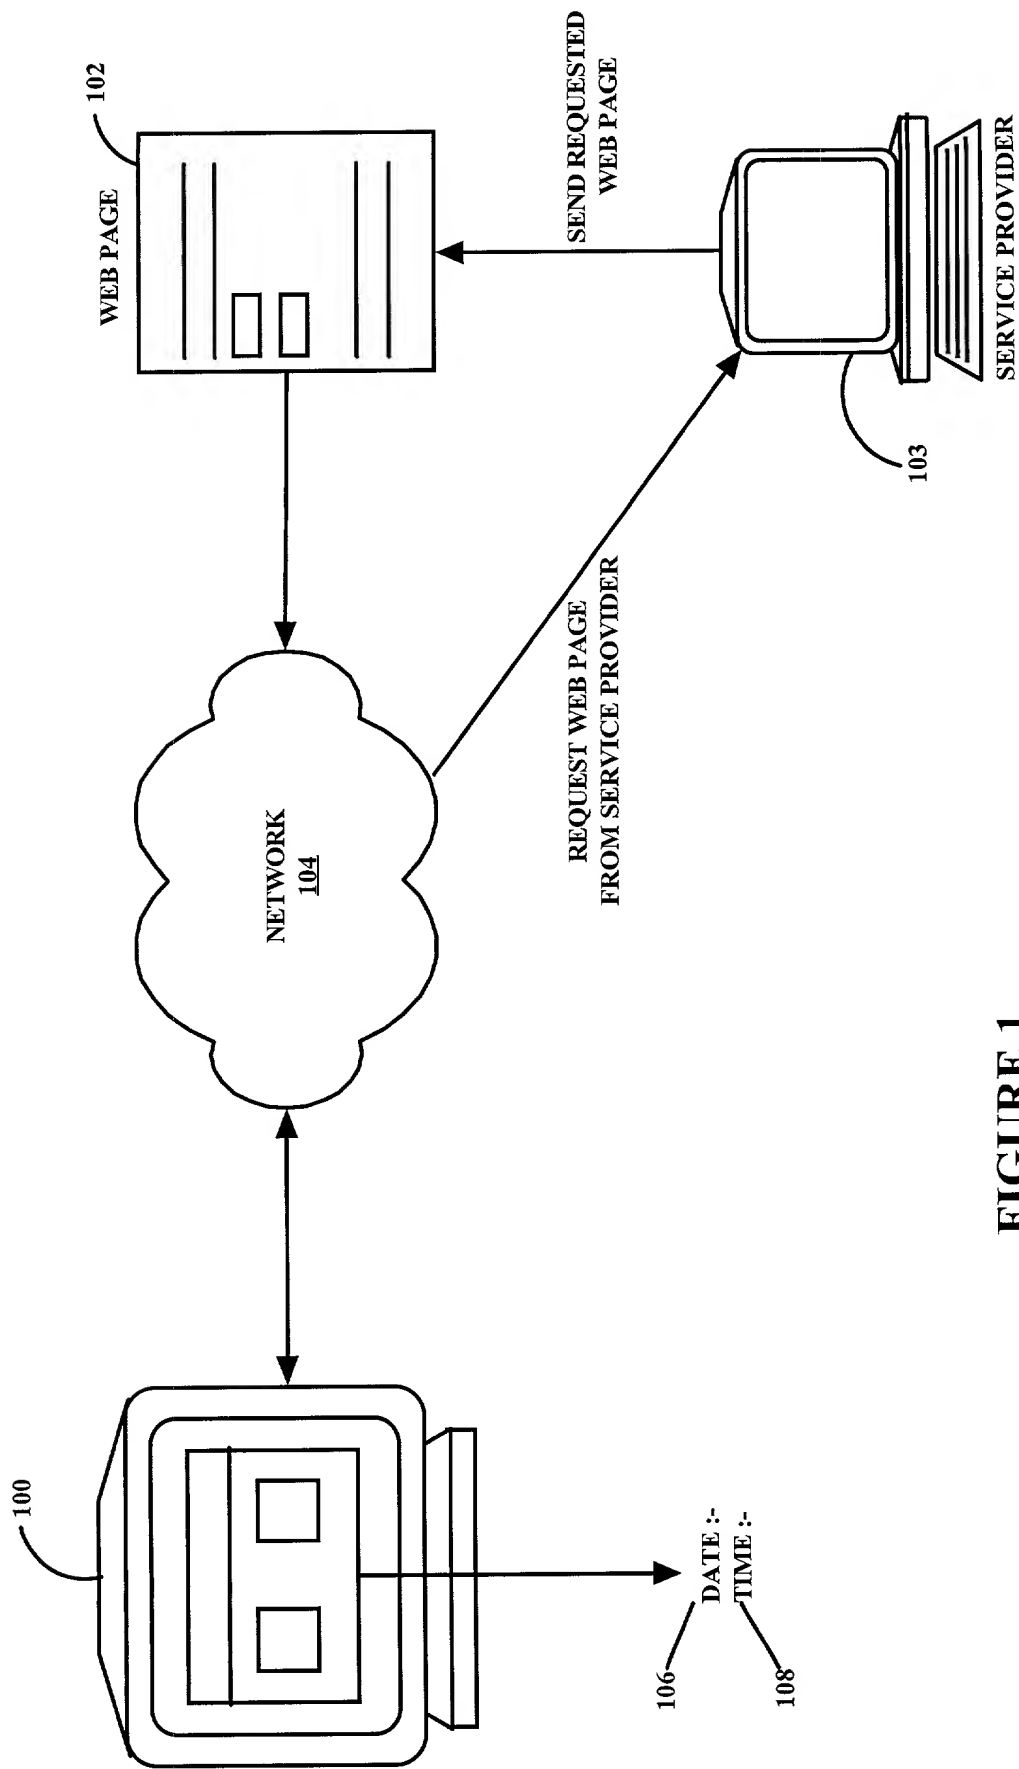 100
102
WEB PAGE
NETWORK
104
SEND REQUESTED
WEB PAGE
REQUEST WEB PAGE
FROM SERVICE PROVIDER
106
DATE :-
TIME :-
108
103
SERVICE PROVIDER
FIGURE 1